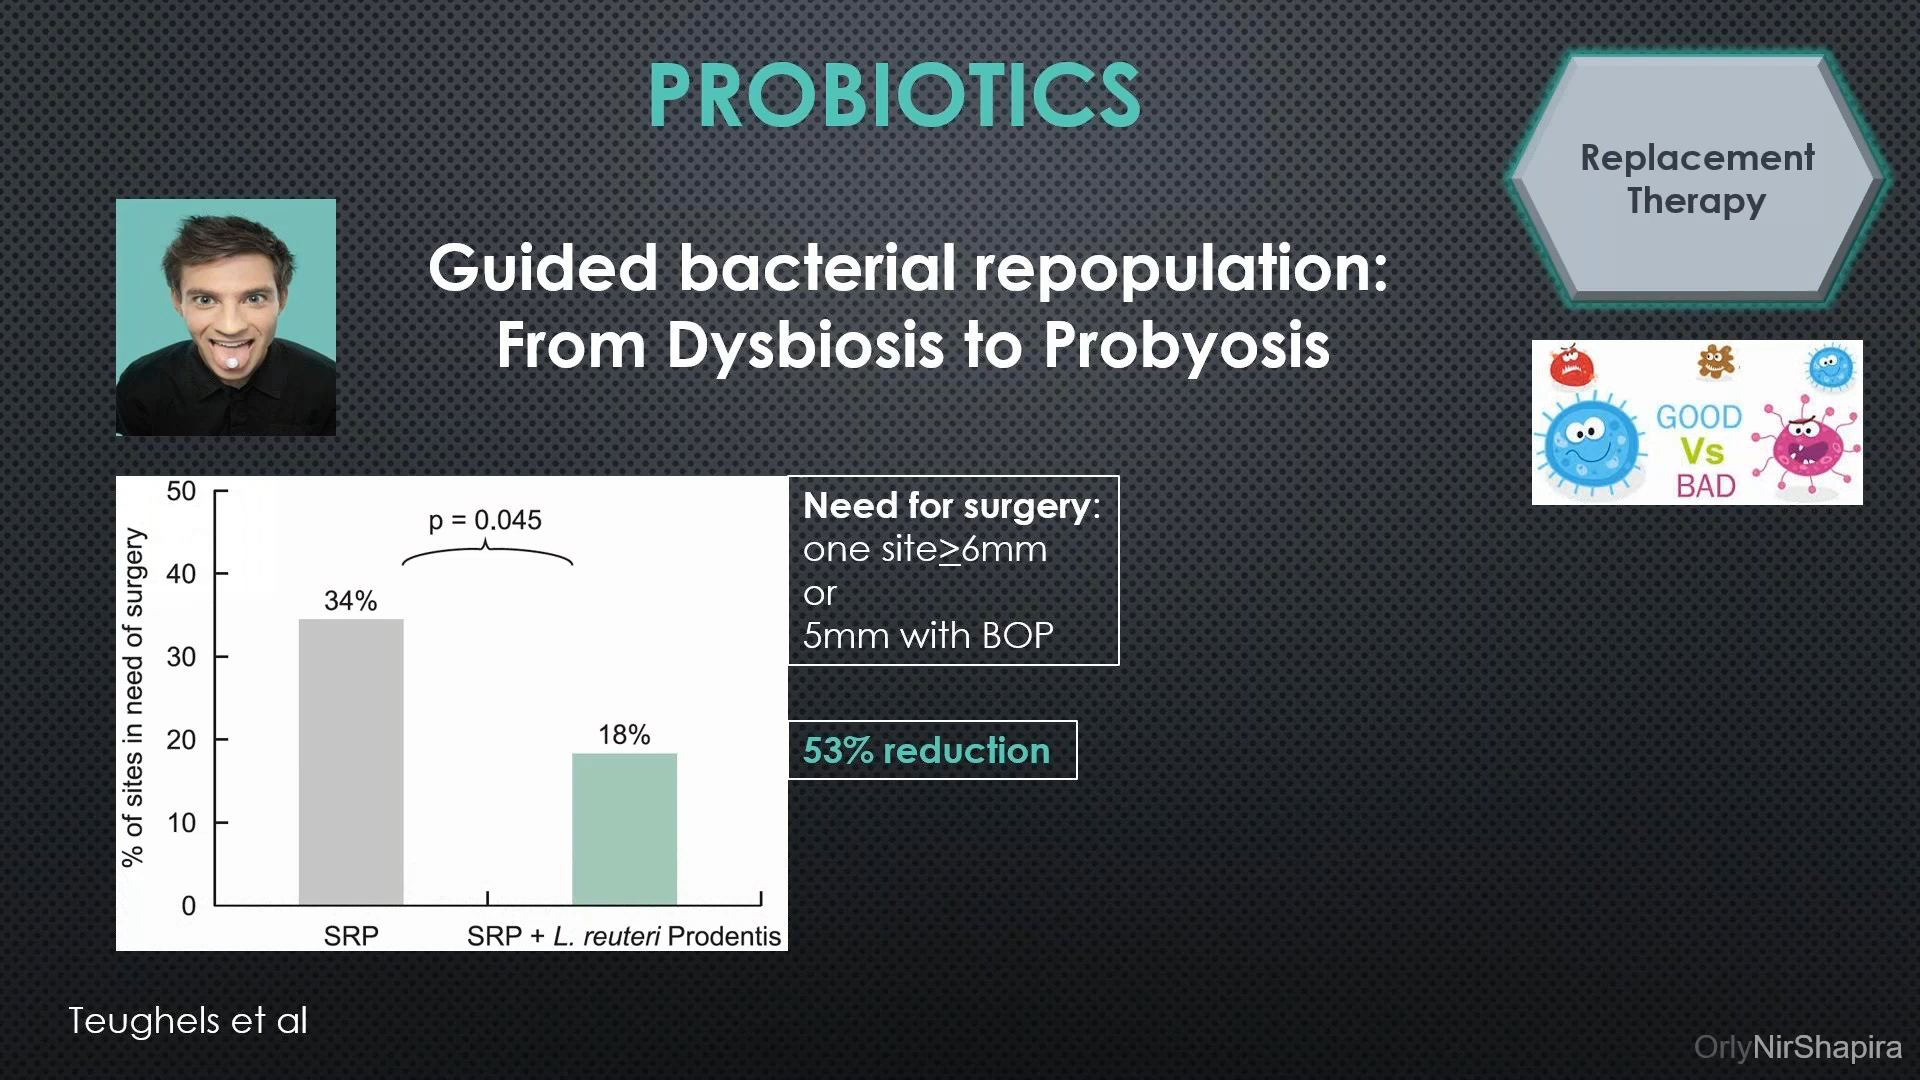 PROBIOTICS
Replacement
Therapy
Guided bacterial repopulation:
From Dysbiosis to Probyosis
GOOD
Vs
BAD
50
40
30
20
10
0
% of sites in need of surgery
p = 0.045
34%
18%
SRP
SRP + L. reuteri Prodentis
Need for surgery:
one site≥6mm
or
5mm with BOP
53% reduction
Teughels et al
OrlyNirShapira